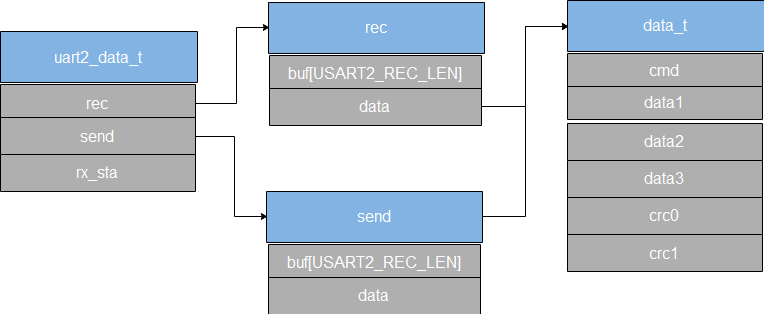 uart2_data_t
rec
send
rx_sta
rec
buf[USART2_REC_LEN]
data
send
buf[USART2_REC_LEN]
data
data_t
cmd
data1
data2
data3
crc0
crc1